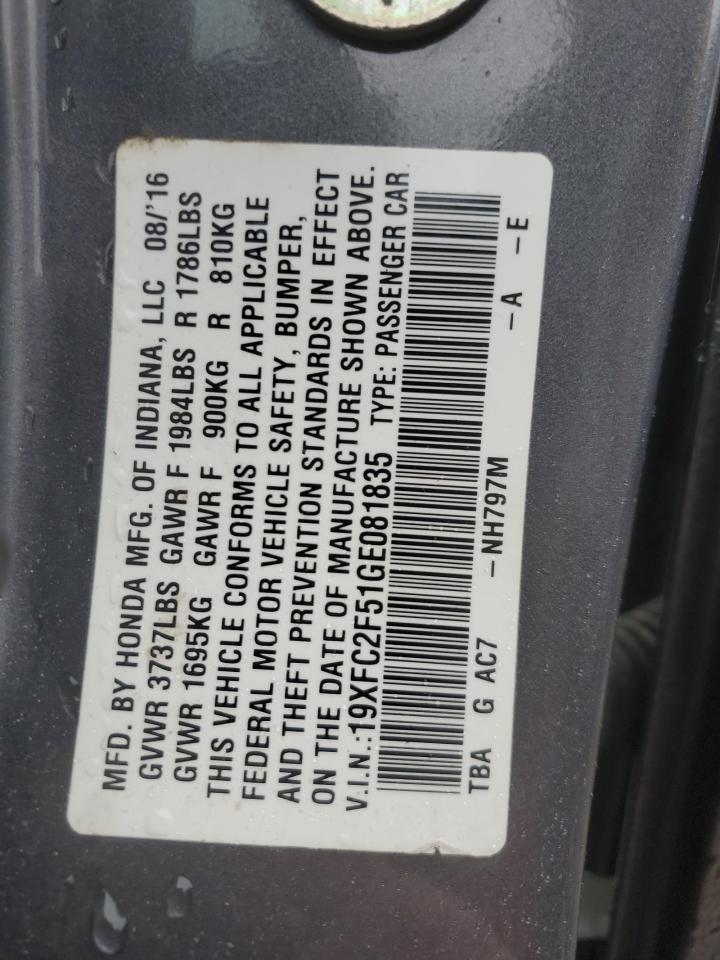 MFD. BY HONDA MFG. OF INDIANA, LLC 08/'16
GVWR 3737LBS GAWR F 1984LBS R 1786LBS
GVWR 1695KG GAWR F 900KG R 810KG
THIS VEHICLE CONFORMS TO ALL APPLICABLE
FEDERAL MOTOR VEHICLE SAFETY, BUMPER,
AND THEFT PREVENTION STANDARDS IN EFFECT
ON THE DATE OF MANUFACTURE SHOWN ABOVE.
V.I.N.:19XFC2F51GE081835 TYPE: PASSENGER CAR
TBA G AC7 -NH797M -A -E